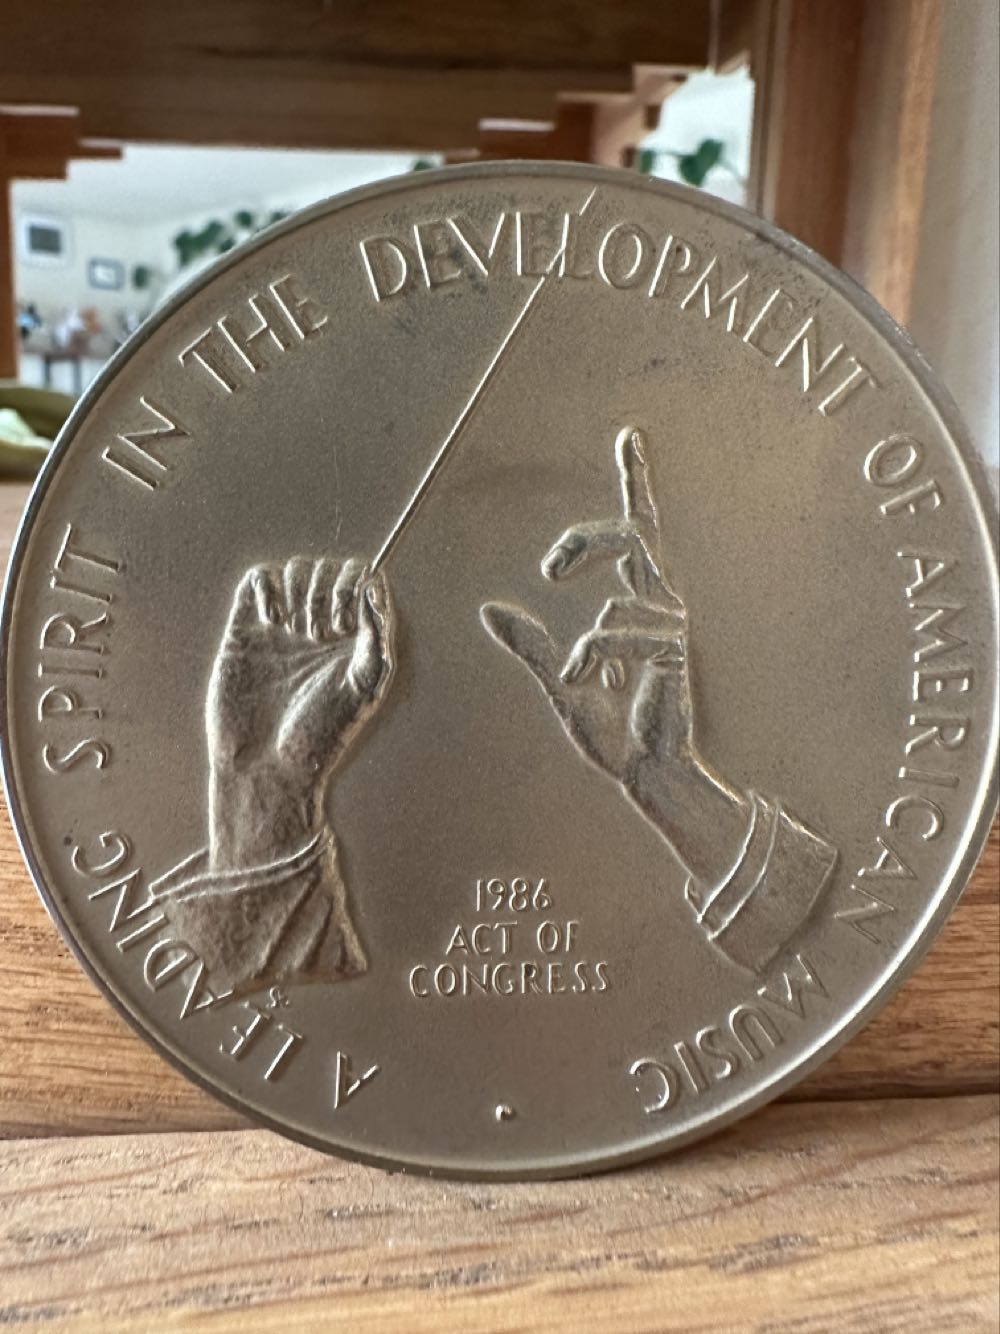 A LEADING SPIRIT IN THE DEVELOPMENT OF AMERICAN MUSIC •
1986
ACT OF
CONGRESS